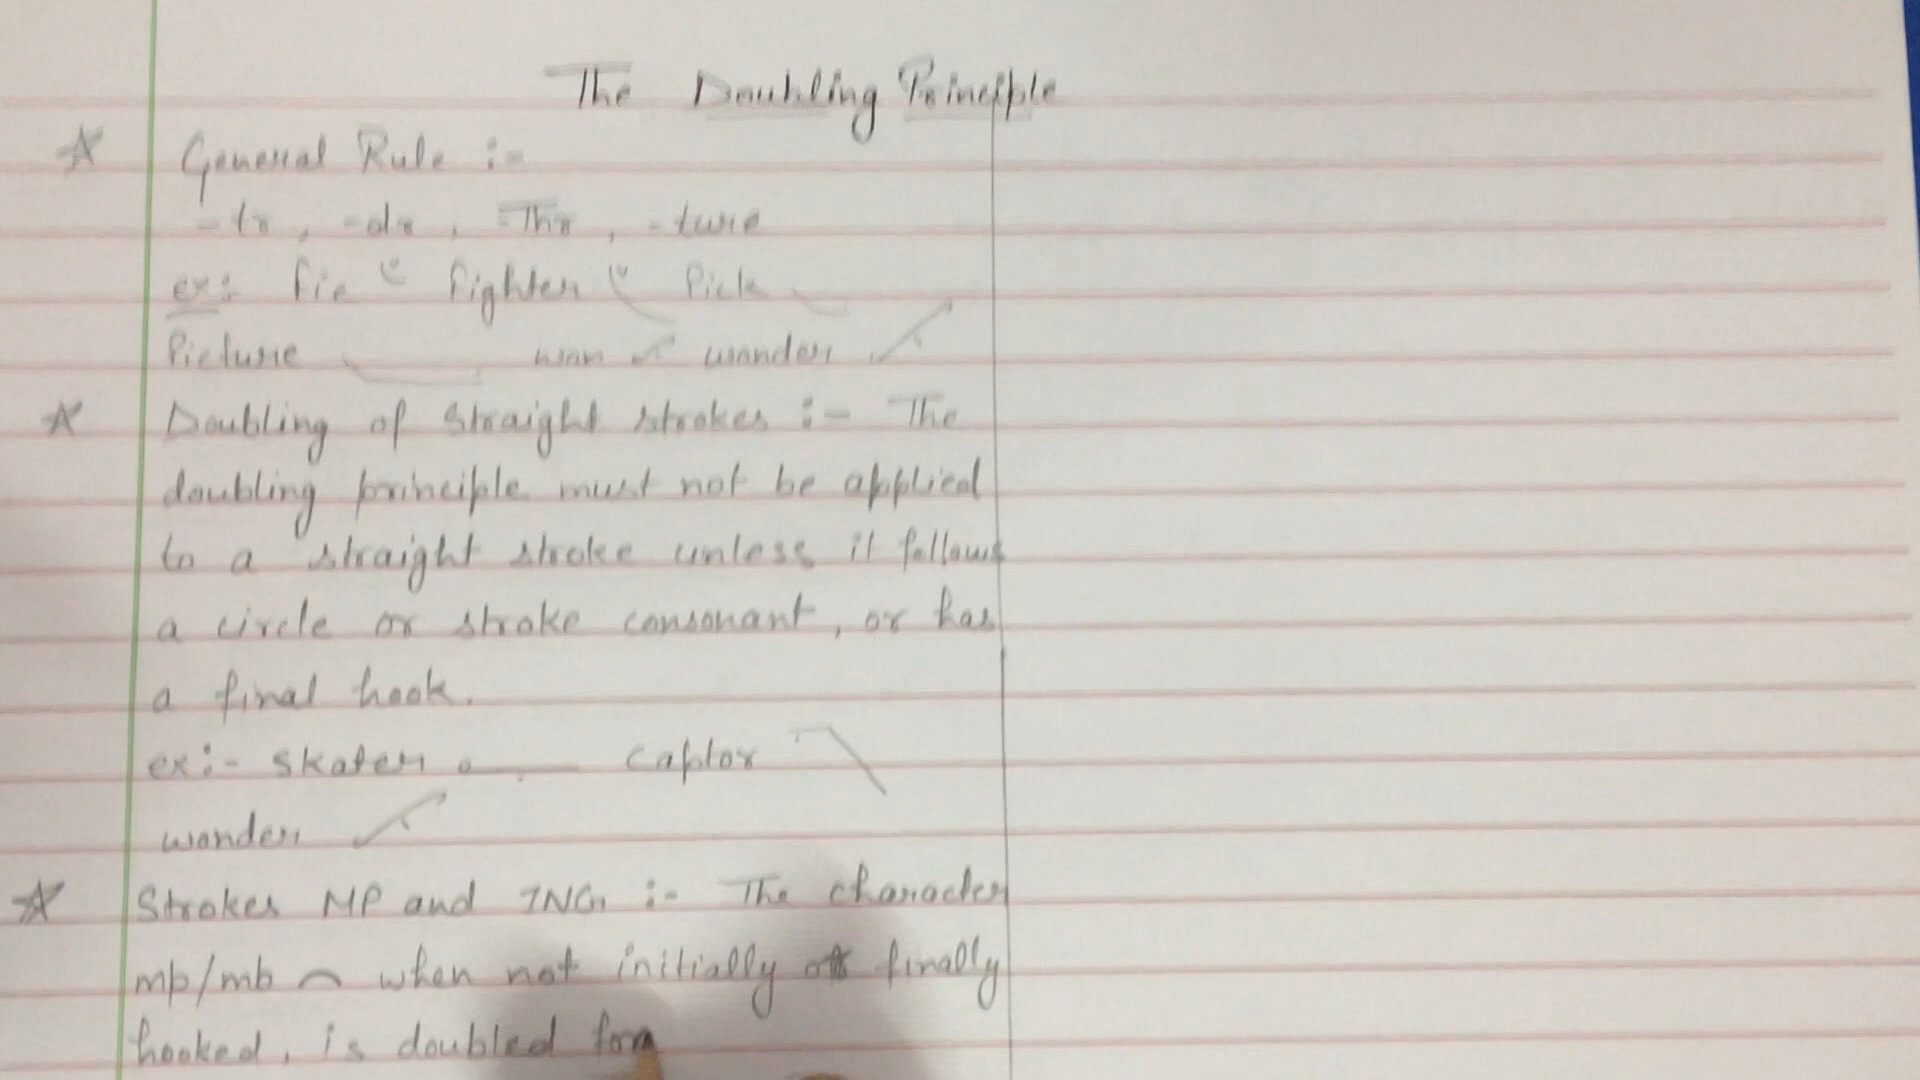 The Doubling Principle
☆ General Rule :-
-tr, -dr, -Thr, -ture
ex: fie fighter Pick
Picture wan wander
☆ Doubling of straight strokes :- The
doubling principle must not be applied
to a straight stroke unless it follows
a circle or stroke consonant, or has
a final hook.
ex:- skater captor
wander
☆ Strokes MP and ING :- The character
mp/mb when not initially or finally
hooked, is doubled for